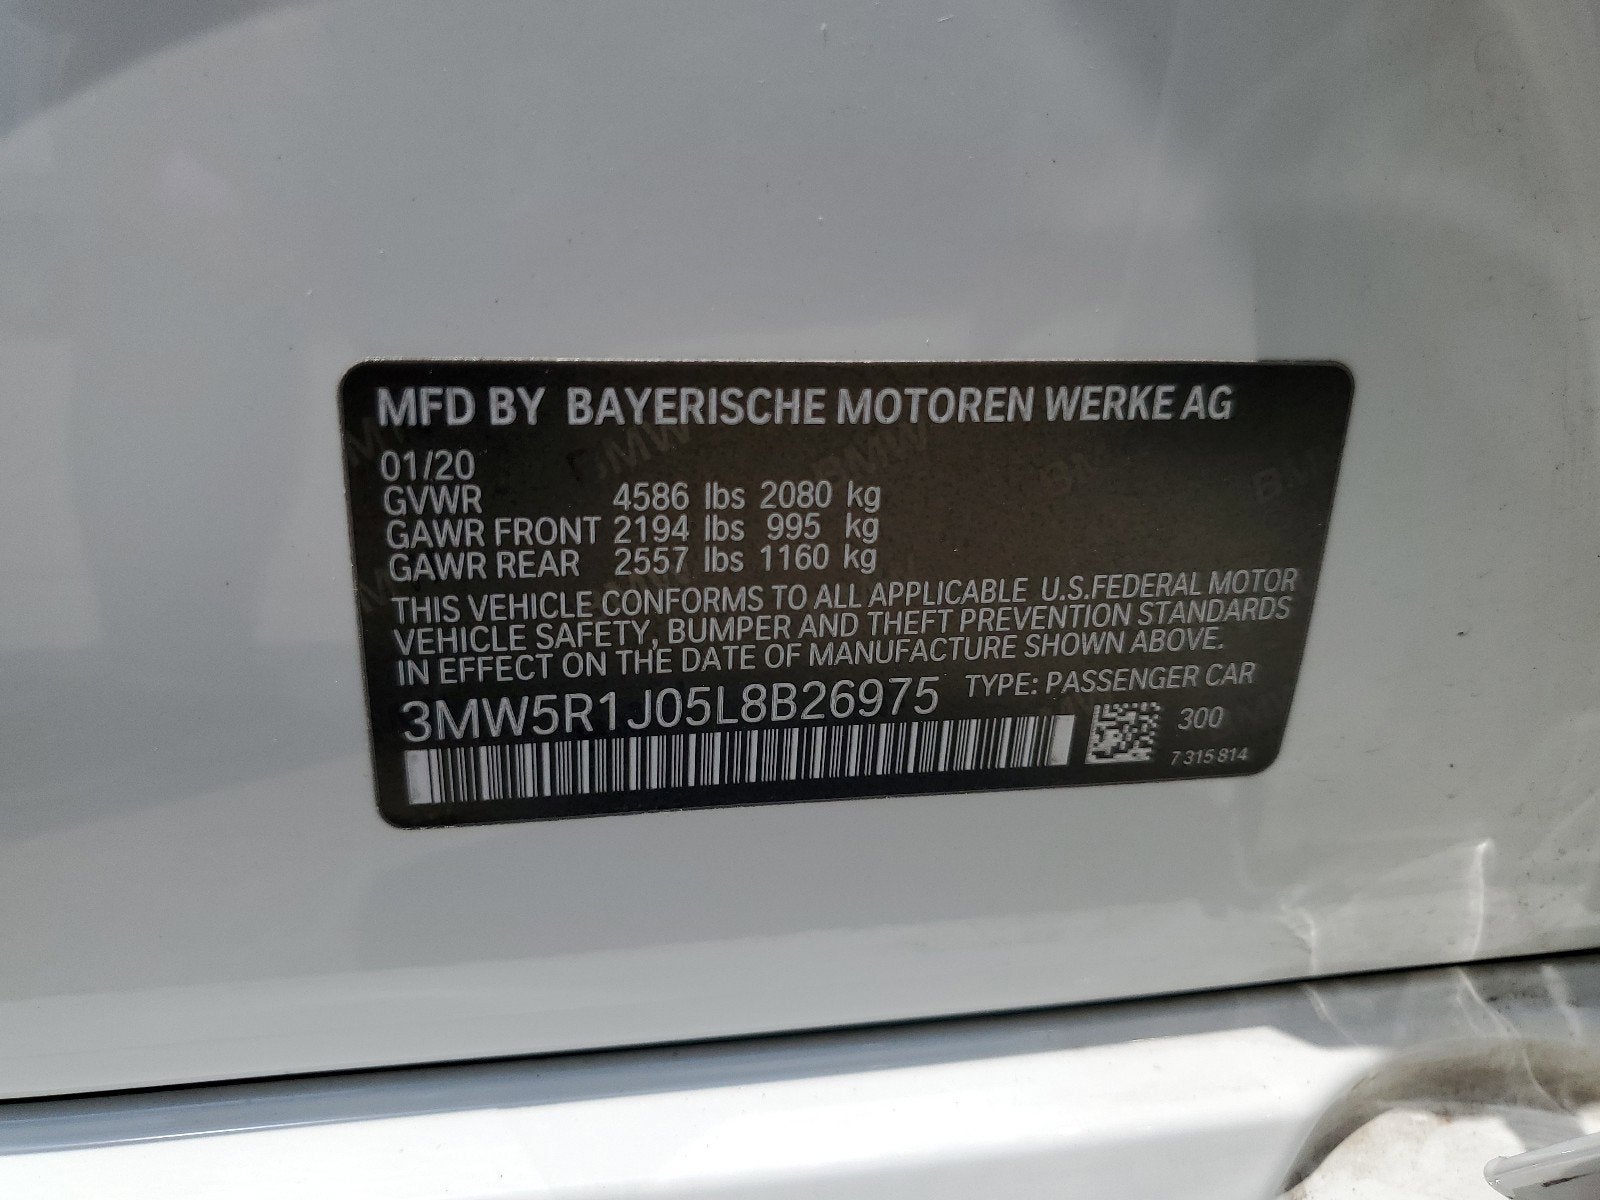 MFD BY BAYERISCHE MOTOREN WERKE AG
01/20
GVWR 4586 lbs 2080 kg
GAWR FRONT 2194 lbs 995 kg
GAWR REAR 2557 lbs 1160 kg
THIS VEHICLE CONFORMS TO ALL APPLICABLE U.S.FEDERAL MOTOR
VEHICLE SAFETY, BUMPER AND THEFT PREVENTION STANDARDS
IN EFFECT ON THE DATE OF MANUFACTURE SHOWN ABOVE.
3MW5R1J05L8B26975 TYPE: PASSENGER CAR
300
7 315 814